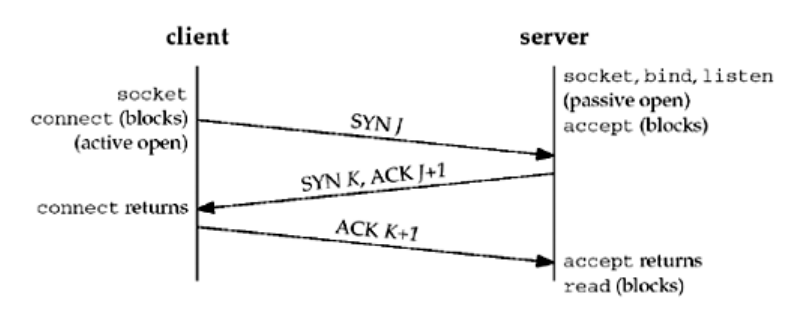 client
server
socket
connect (blocks)
(active open)
socket, bind, listen
(passive open)
accept (blocks)
SYN J
SYN K, ACK J+1
connect returns
ACK K+1
accept returns
read (blocks)